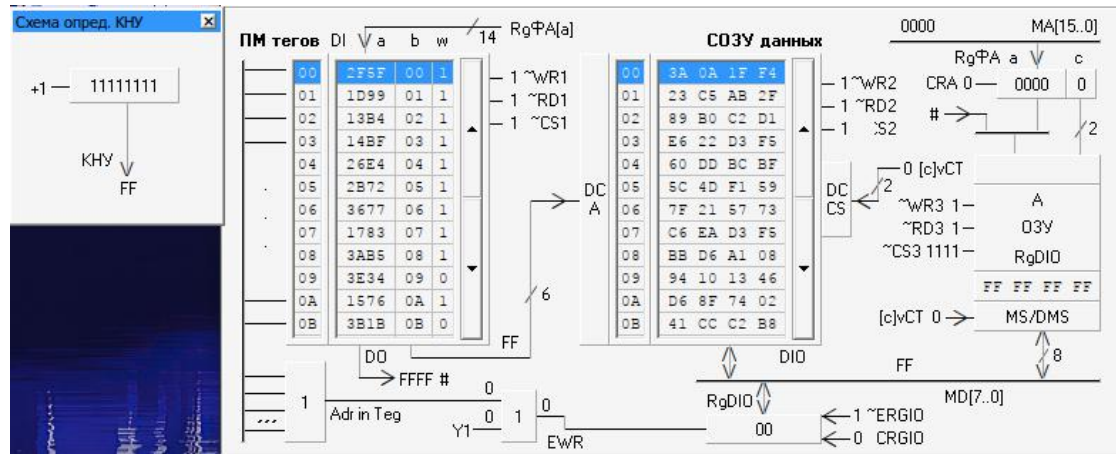 Схема опред. КНУ
+1 11111111
КНУ
FF
ПМ тегов DI a b w 14 RgФА[a]
00 2F5F 00 1
01 1D99 01 1
02 13B4 02 1
03 14BF 03 1
04 26E4 04 1
05 2B72 05 1
06 3677 06 1
07 1783 07 1
08 3AB5 08 1
09 3E34 09 0
0A 1576 0A 1
0B 3B1B 0B 0
1 ~WR1
1 ~RD1
1 ~CS1
DO
FFFF #
FF
6
1
Adr in Teg
0
Y1 0
1
0
EWR
СОЗУ данных
DC A
00 3A 0A 1F F4
01 23 C5 AB 2F
02 89 B0 C2 D1
03 E6 22 D3 F5
04 60 DD BC BF
05 5C 4D F1 59
06 7F 21 57 73
07 C6 EA D3 F5
08 BB D6 A1 08
09 94 10 13 46
0A D6 8F 74 02
0B 41 CC C2 B8
1 ~WR2
1 ~RD2
1 CS2
DC CS
2
DIO
RgDIO
00
1 ~ERGIO
0 CRGIO
0000 MA[15..0]
RgФА a c
CRA 0 0000 0
#
2
0 [c]vCT
~WR3 1
~RD3 1
~CS3 1111
A
ОЗУ
RgDIO
FF FF FF FF
[c]vCT 0 MS/DMS
8
FF
MD[7..0]